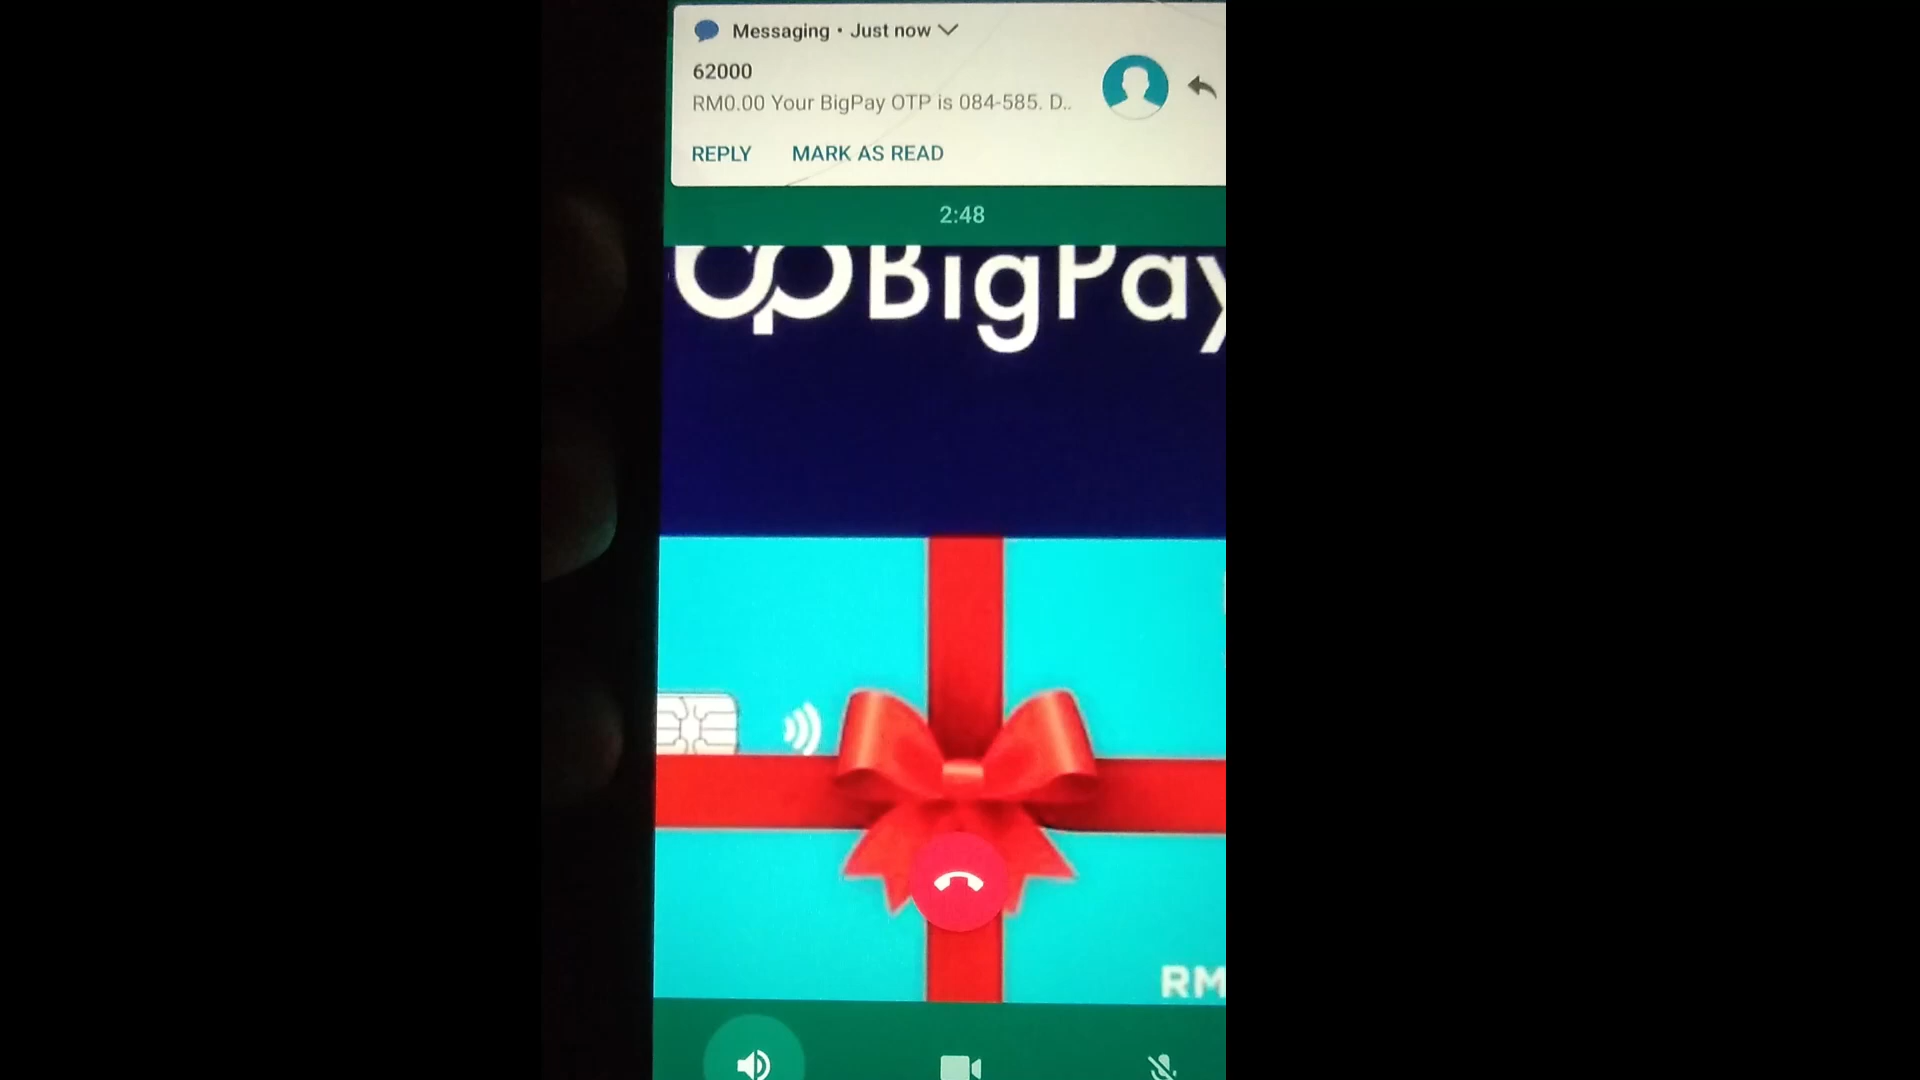 Messaging • Just now
62000
RM0.00 Your BigPay OTP is 084-585. D..
REPLY MARK AS READ
2:48
BigPay
RM